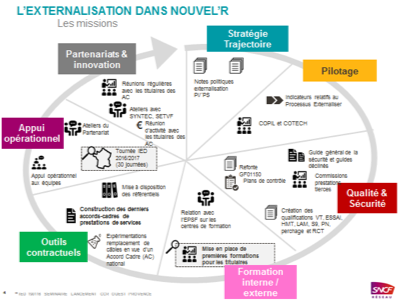 L'EXTERNALISATION DANS NOUVEL'R
Les missions
Stratégie
Trajectoire
Partenariats &
innovation
Pilotage
Réunions régulières
avec les titulaires des
AC
Notes politiques
externalisation
Ateliers avec
SYNTEC, SETVF
Indicateurs relatifs au
Processus Externaliser
€ Réunion
d'activité avec
les titulaires des
AC
Ateliers du
Partenariat
COPIL et COTECH
Appui
opérationnel
Tournée IED
2016/2017
(30 journées)
Guide général de la
sécurité et guides
déclinés
Refonte
GF01150
Plans de contrôle
Commissions
prestations
tierces
Appui opérationnel
aux équipes
Mise à disposition
des référentiels
Qualité &
Sécurité
Relation avec
l'EPSF sur les
centres de formation
Construction des derniers
accords-cadres de
prestations de services
Création des
qualifications VT, ESSAI,
HMT, LAM, S9, PN,
perchage et RCT
Outils
contractuels
Expérimentations
remplacement de
câbles en vue d'un
Accord Cadre (AC)
national
Mise en place de
premières formations
pour les titulaires
Formation
interne /
externe
SNCF
RÉSEAU